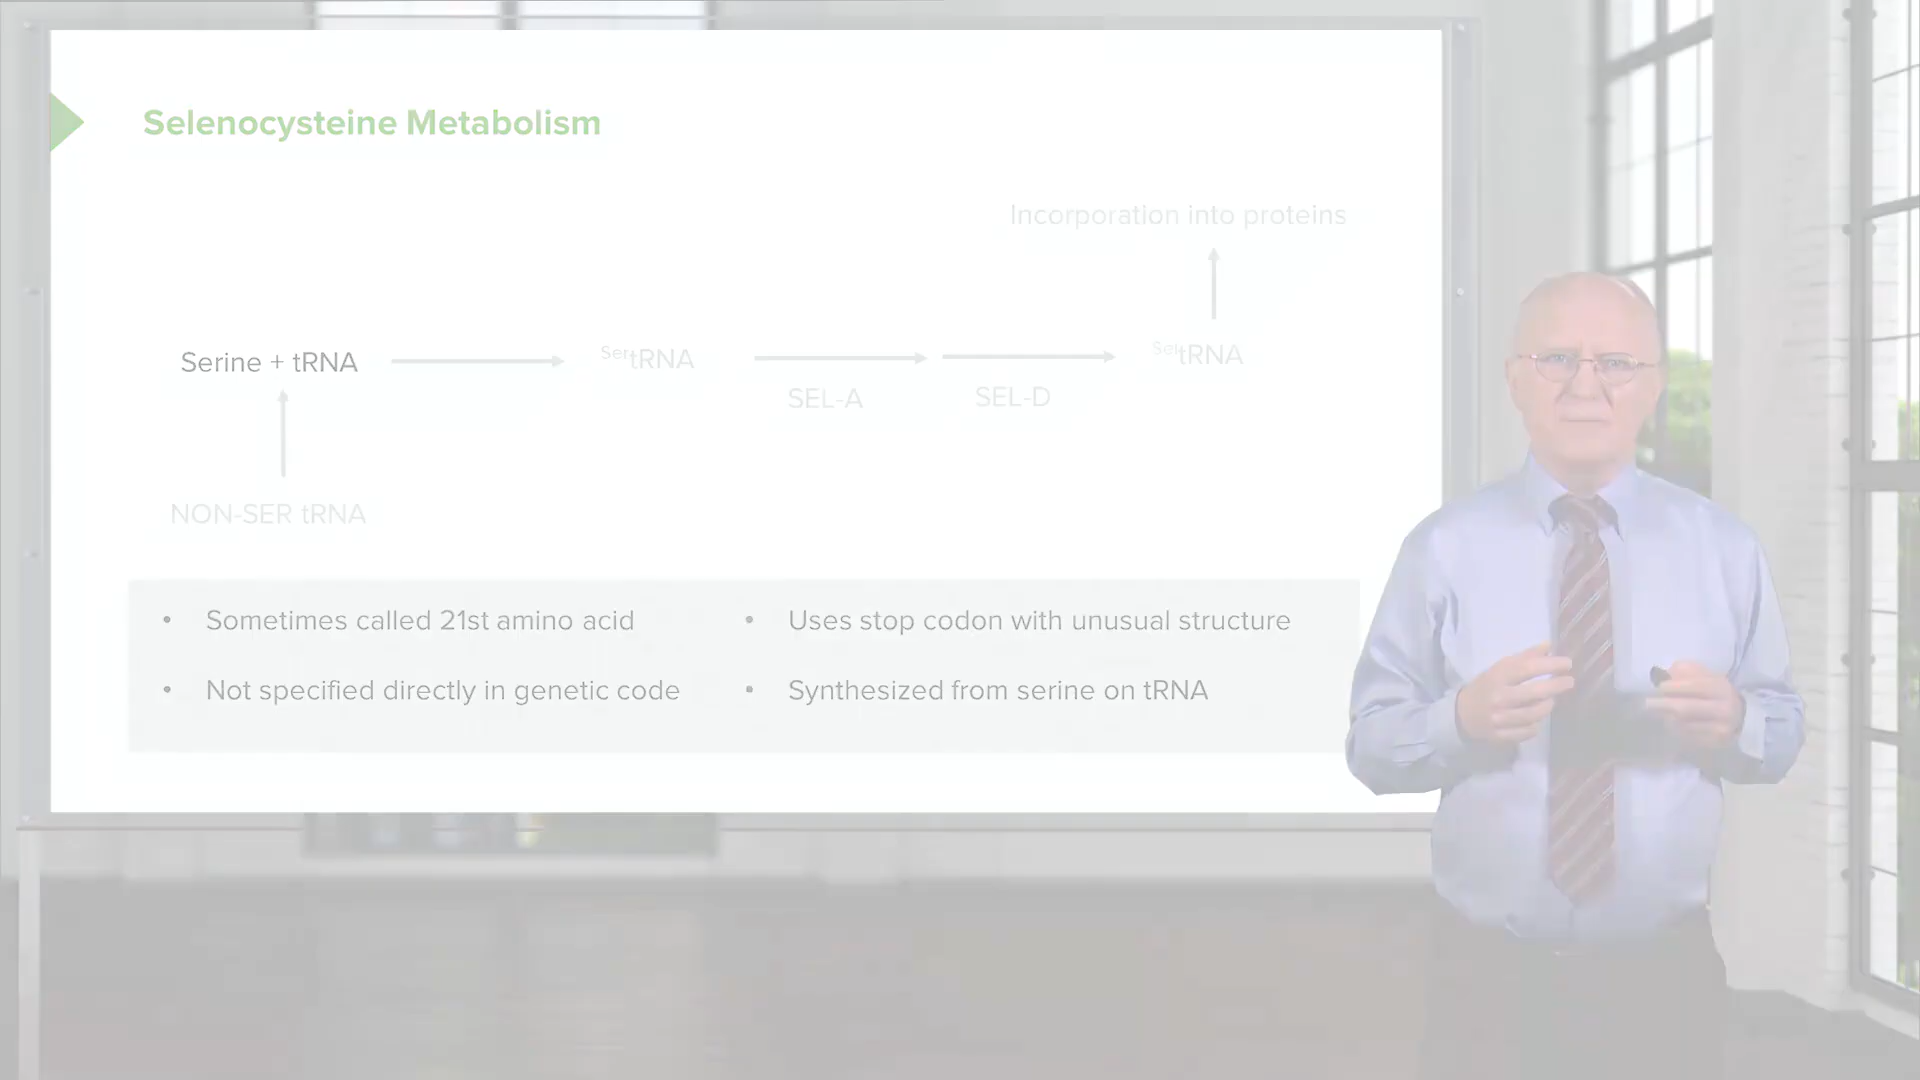 Selenocysteine Metabolism
Incorporation into proteins
Serine + tRNA
SertRNA
SeltRNA
SEL-A
SEL-D
NON-SER tRNA
• Sometimes called 21st amino acid
• Not specified directly in genetic code
• Uses stop codon with unusual structure
• Synthesized from serine on tRNA